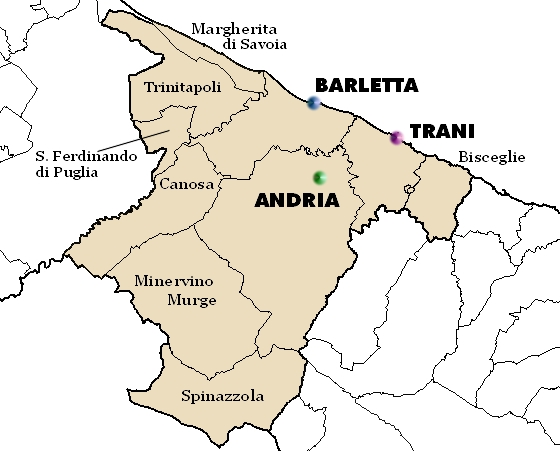 Margherita
di Savoia
Trinitapoli
BARLETTA
TRANI
S. Ferdinando
di Puglia
Bisceglie
Canosa
ANDRIA
Minervino
Murge
Spinazzola